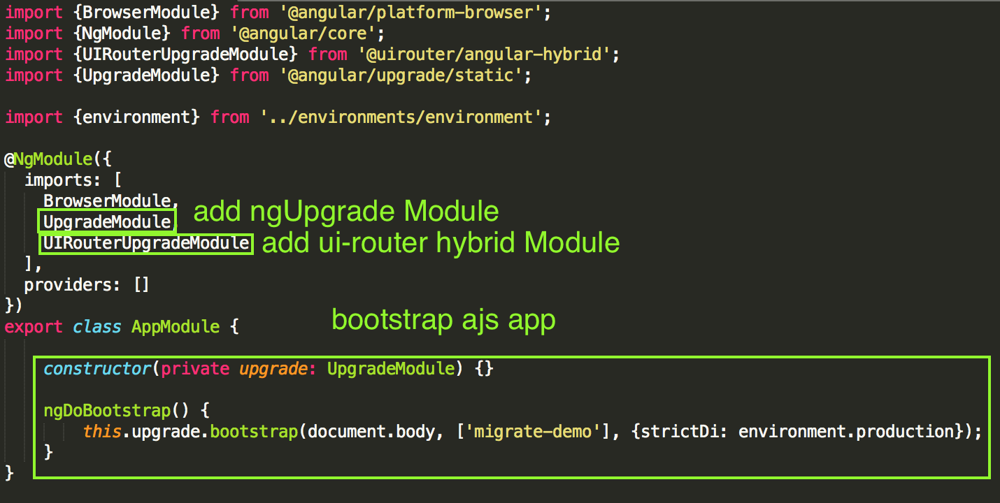 import {BrowserModule} from '@angular/platform-browser';
import {NgModule} from '@angular/core';
import {UIRouterUpgradeModule} from '@uirouter/angular-hybrid';
import {UpgradeModule} from '@angular/upgrade/static';
import {environment} from '../environments/environment';
@NgModule({
imports: [
BrowserModule,
UpgradeModule, add ngUpgrade Module
UIRouterUpgradeModule add ui-router hybrid Module
],
providers: []
})
bootstrap ajs app
export class AppModule {
constructor(private upgrade: UpgradeModule) {}
ngDoBootstrap() {
this.upgrade.bootstrap(document.body, ['migrate-demo'], {strictDi: environment.production});
}
}